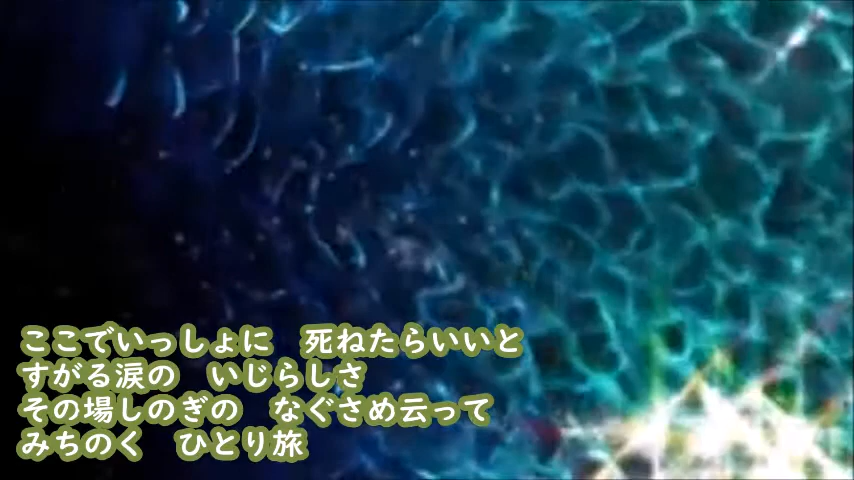 ここでいっしょに　死ねたらいいと
すがる涙の　いじらしさ
その場しのぎの　なぐさめ云って
みちのく　ひとり旅